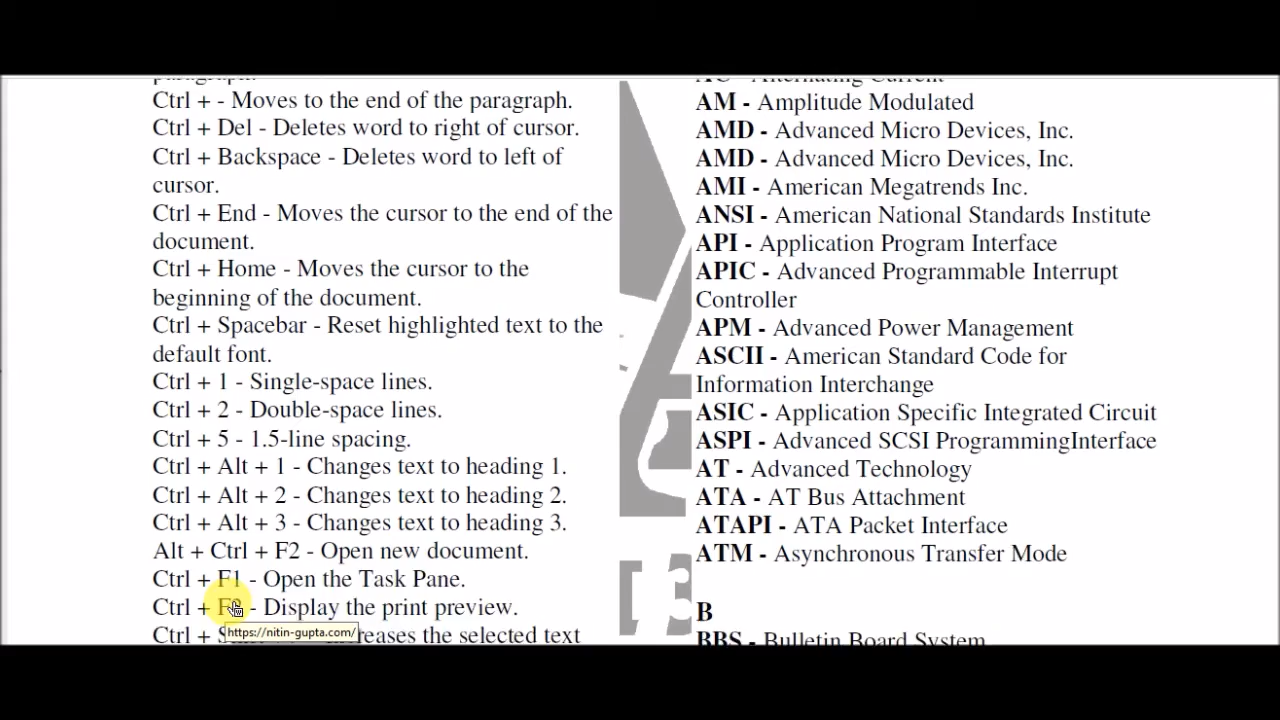 paragraph.
Ctrl + - Moves to the end of the paragraph.
Ctrl + Del - Deletes word to right of cursor.
Ctrl + Backspace - Deletes word to left of
cursor.
Ctrl + End - Moves the cursor to the end of the
document.
Ctrl + Home - Moves the cursor to the
beginning of the document.
Ctrl + Spacebar - Reset highlighted text to the
default font.
Ctrl + 1 - Single-space lines.
Ctrl + 2 - Double-space lines.
Ctrl + 5 - 1.5-line spacing.
Ctrl + Alt + 1 - Changes text to heading 1.
Ctrl + Alt + 2 - Changes text to heading 2.
Ctrl + Alt + 3 - Changes text to heading 3.
Alt + Ctrl + F2 - Open new document.
Ctrl + F1 - Open the Task Pane.
Ctrl + - Display the print preview.
https://nitin-gupta.com/
Ctrl + the selected text
AC - Alternating Current
AM - Amplitude Modulated
AMD - Advanced Micro Devices, Inc.
AMD - Advanced Micro Devices, Inc.
AMI - American Megatrends Inc.
ANSI - American National Standards Institute
API - Application Program Interface
APIC - Advanced Programmable Interrupt
Controller
APM - Advanced Power Management
ASCII - American Standard Code for
Information Interchange
ASIC - Application Specific Integrated Circuit
ASPI - Advanced SCSI ProgrammingInterface
AT - Advanced Technology
ATA - AT Bus Attachment
ATAPI - ATA Packet Interface
ATM - Asynchronous Transfer Mode
B
BBS - Bulletin Board System